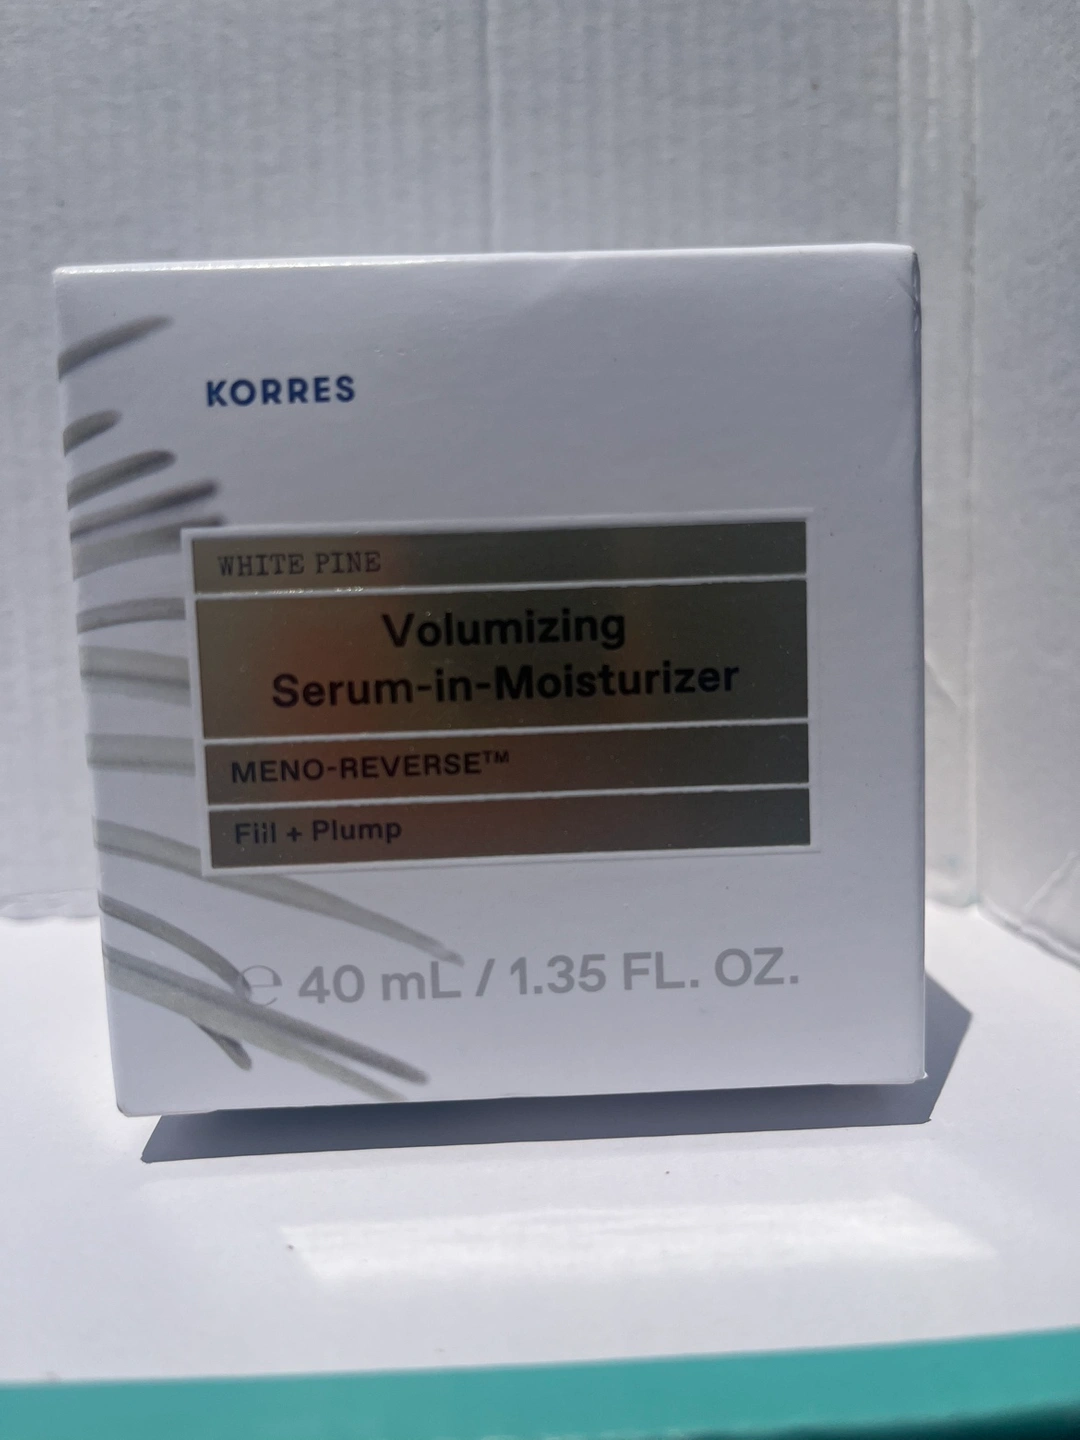 KORRES
WHITE PINE
Volumizing
Serum-in-Moisturizer
MENO-REVERSE™
Fill + Plump
℮ 40 mL / 1.35 FL. OZ.